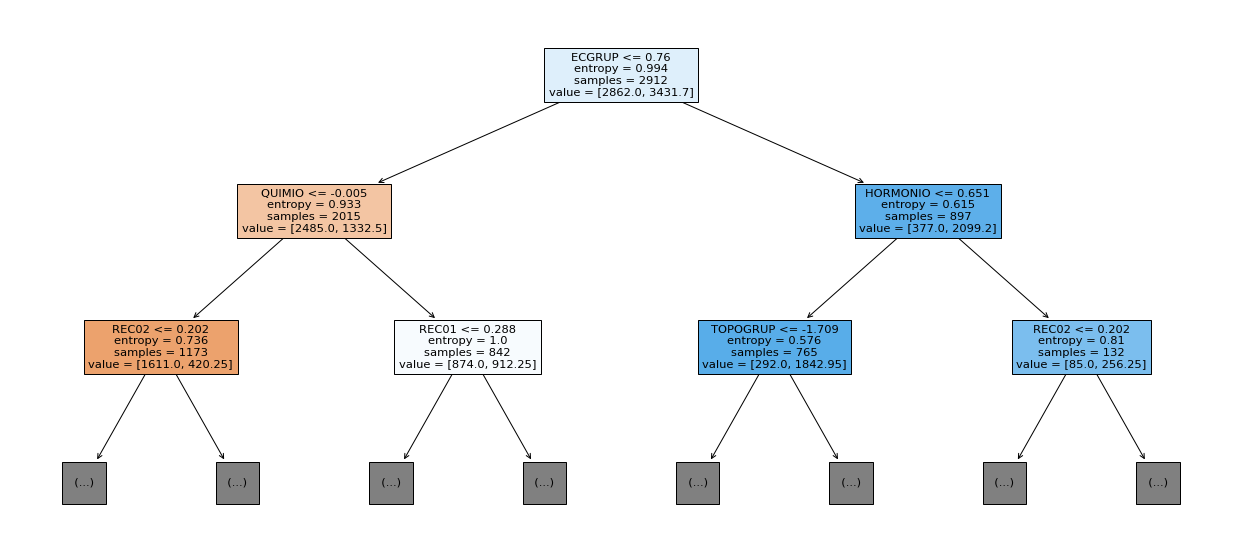 ECGRUP <= 0.76
entropy = 0.994
samples = 2912
value = [2862.0, 3431.7]
QUIMIO <= -0.005
entropy = 0.933
samples = 2015
value = [2485.0, 1332.5]
HORMONIO <= 0.651
entropy = 0.615
samples = 897
value = [377.0, 2099.2]
REC02 <= 0.202
entropy = 0.736
samples = 1173
value = [1611.0, 420.25]
REC01 <= 0.288
entropy = 1.0
samples = 842
value = [874.0, 912.25]
TOPOGRUP <= -1.709
entropy = 0.576
samples = 765
value = [292.0, 1842.95]
REC02 <= 0.202
entropy = 0.81
samples = 132
value = [85.0, 256.25]
(...)
(...)
(...)
(...)
(...)
(...)
(...)
(...)